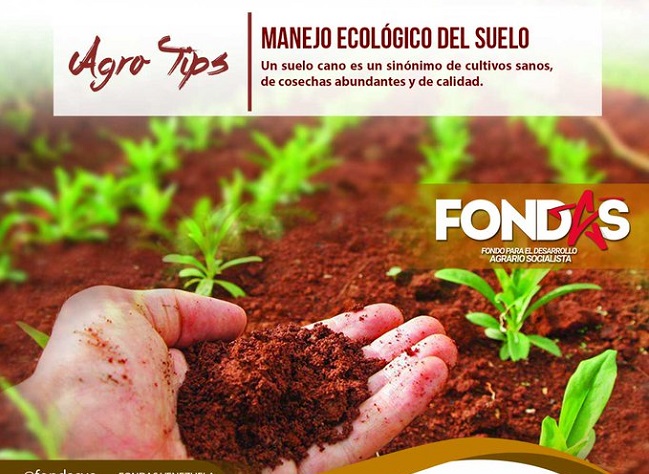 Agro Tips
MANEJO ECOLÓGICO DEL SUELO
Un suelo cano es un sinónimo de cultivos sanos,
de cosechas abundantes y de calidad.
FONDAS
FONDO PARA EL DESARROLLO
AGRARIO SOCIALISTA